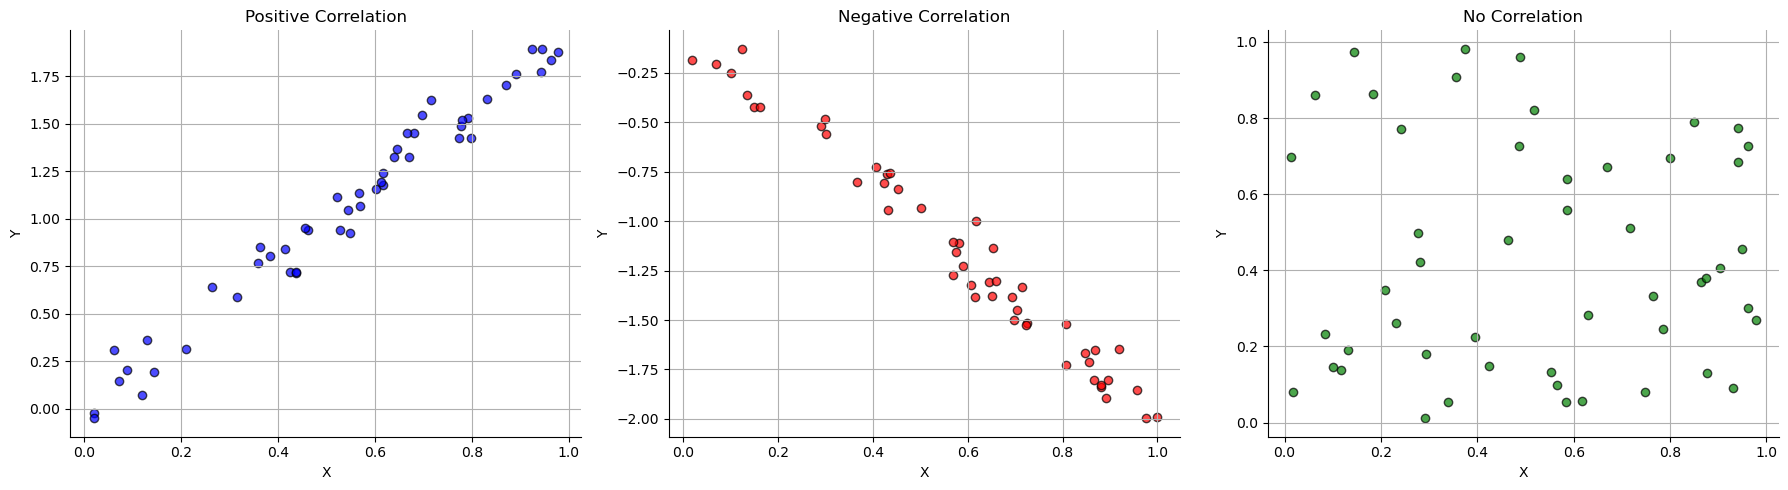 Positive Correlation
1.75
1.50
1.25
1.00
0.75
0.50
0.25
0.00
Y
0.0 0.2 0.4 0.6 0.8 1.0
X
Negative Correlation
−0.25
−0.50
−0.75
−1.00
−1.25
−1.50
−1.75
−2.00
Y
0.0 0.2 0.4 0.6 0.8 1.0
X
No Correlation
1.0
0.8
0.6
0.4
0.2
0.0
Y
0.0 0.2 0.4 0.6 0.8 1.0
X